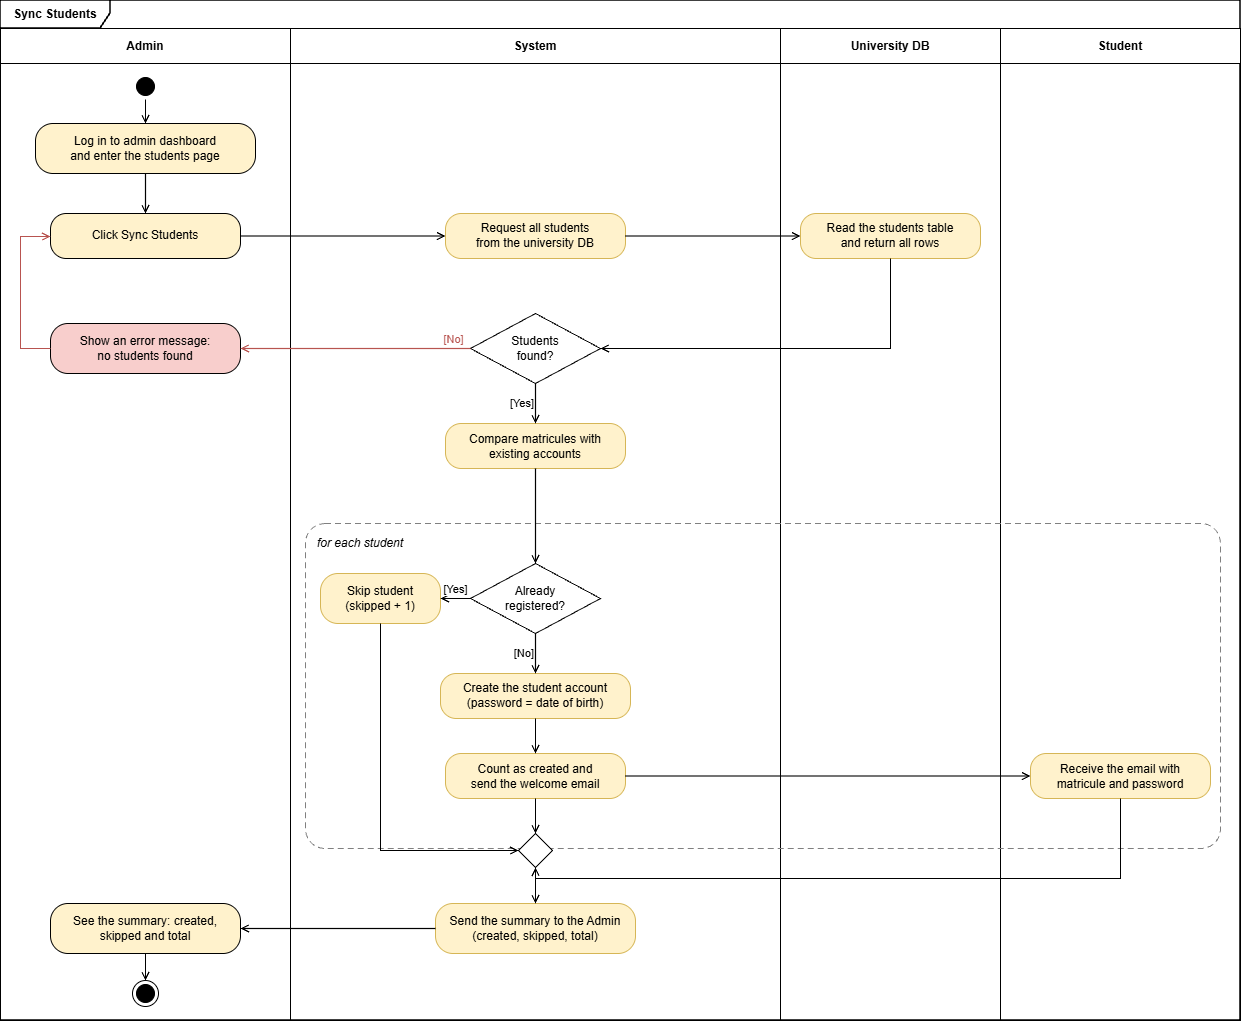 Sync Students
Admin
System
University DB
Student
Log in to admin dashboard
and enter the students page
Click Sync Students
Request all students
from the university DB
Read the students table
and return all rows
Show an error message:
no students found
[No]
Students
found?
[Yes]
Compare matricules with
existing accounts
for each student
Skip student
(skipped + 1)
[Yes]
Already
registered?
[No]
Create the student account
(password = date of birth)
Count as created and
send the welcome email
Receive the email with
matricule and password
See the summary: created,
skipped and total
Send the summary to the Admin
(created, skipped, total)